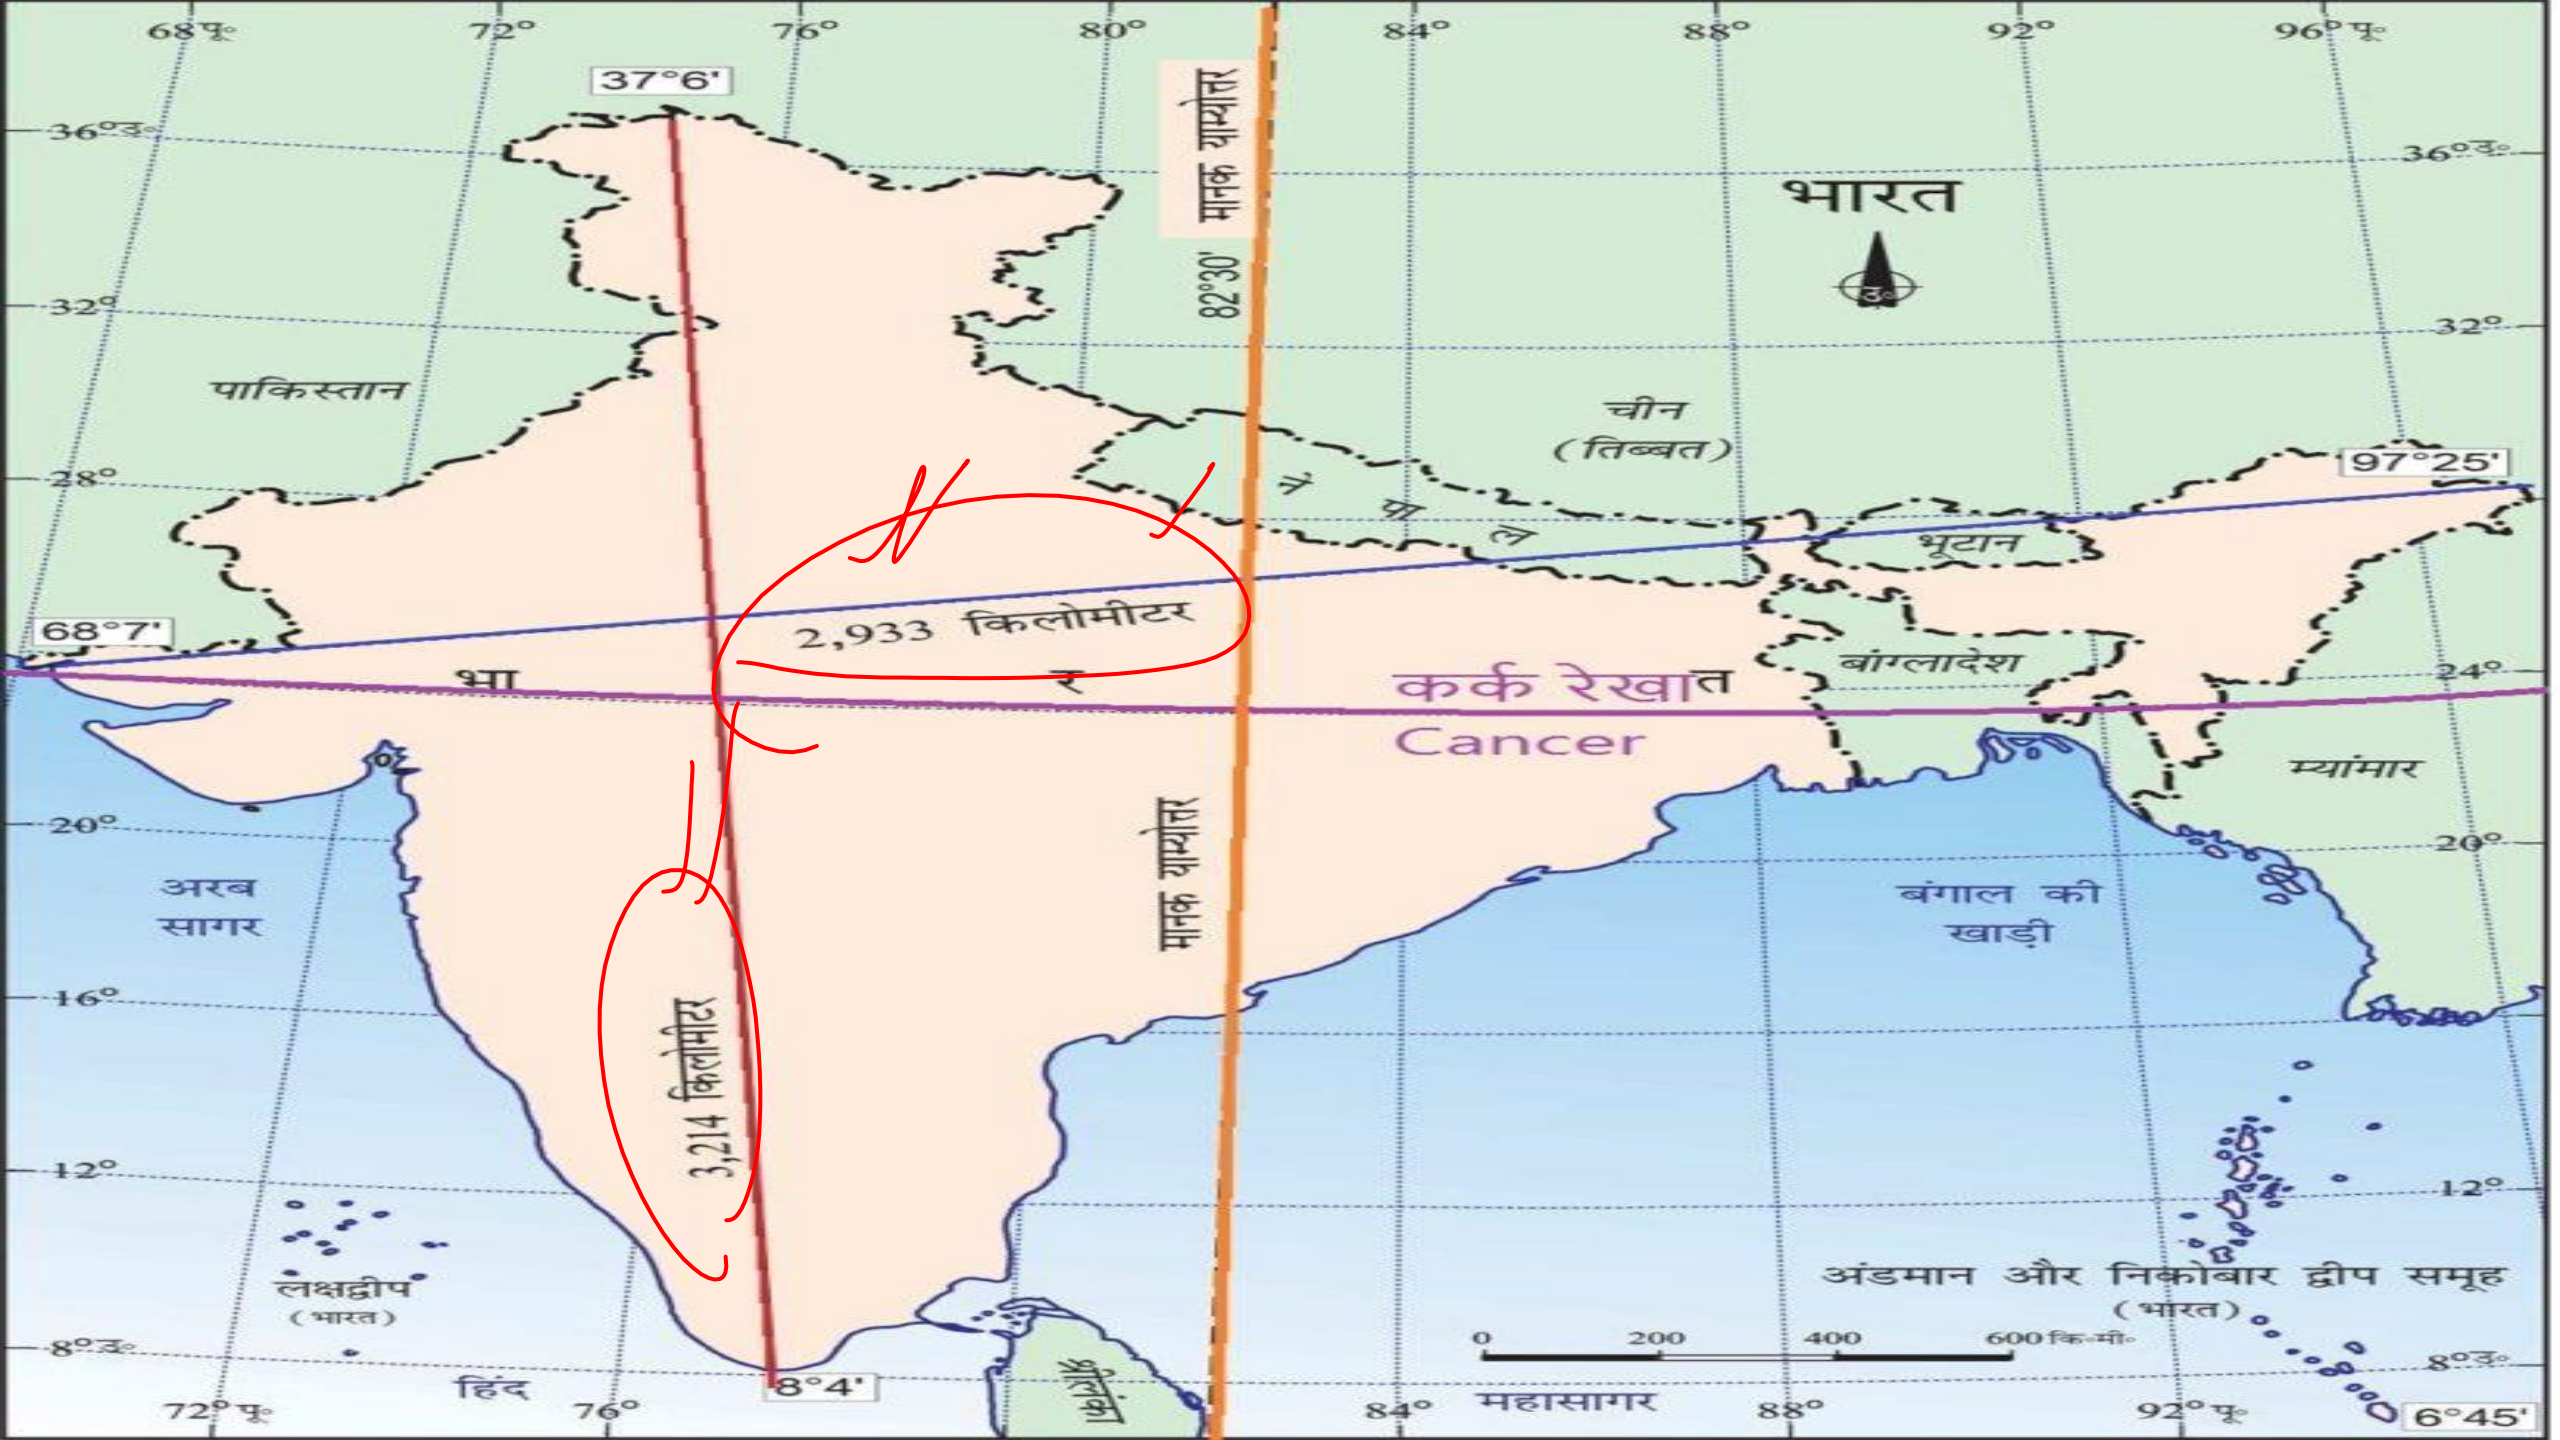 68°पू॰ 72° 76° 80° 84° 88° 92° 96°पू॰
37°6'
मानक याम्योत्तर
82°30'
36°उ॰ 36°उ॰
भारत
उ॰
32° 32°
पाकिस्तान
चीन
(तिब्बत)
28° 97°25'
ने पा ल
भूटान
68°7'
2,933 किलोमीटर
बांग्लादेश
भा र त
कर्क रेखा
24°
Cancer
म्यांमार
20° 20°
मानक याम्योत्तर
अरब
सागर
बंगाल की
खाड़ी
16°
3,214 किलोमीटर
12° 12°
लक्षद्वीप
(भारत)
अंडमान और निकोबार द्वीप समूह
(भारत)
0 200 400 600 कि॰मी॰
8°उ॰ 8°उ॰
श्रीलंका
हिंद महासागर
8°4'
72°पू॰ 76° 84° 88° 92°पू॰
6°45'